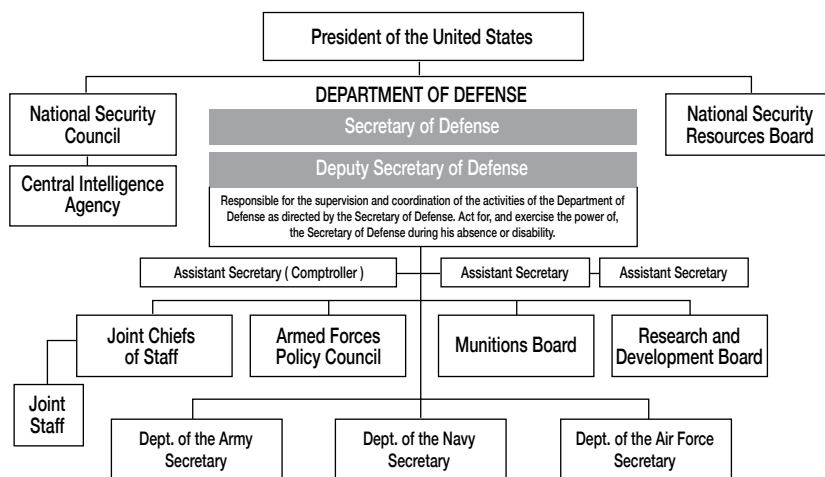 President of the United States
DEPARTMENT OF DEFENSE
National Security
Council
Secretary of Defense
National Security
Resources Board
Deputy Secretary of Defense
Central Intelligence
Agency
Responsible for the supervision and coordination of the activities of the Department of
Defense as directed by the Secretary of Defense. Act for, and exercise the power of,
the Secretary of Defense during his absence or disability.
Assistant Secretary ( Comptroller )
Assistant Secretary
Assistant Secretary
Joint Chiefs
of Staff
Armed Forces
Policy Council
Munitions Board
Research and
Development Board
Joint
Staff
Dept. of the Army
Secretary
Dept. of the Navy
Secretary
Dept. of the Air Force
Secretary